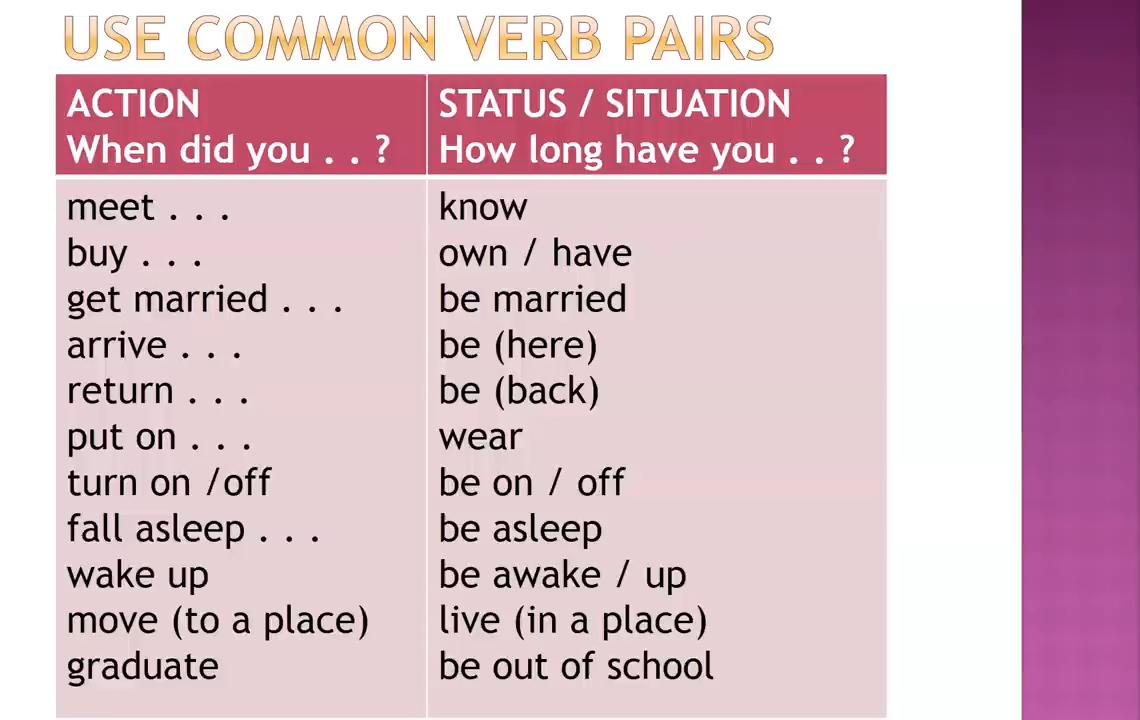 USE COMMON VERB PAIRS
ACTION
When did you . . ?
STATUS / SITUATION
How long have you . . ?
meet . . .
know
buy . . .
own / have
get married . . .
be married
arrive . . .
be (here)
return . . .
be (back)
put on . . .
wear
turn on /off
be on / off
fall asleep . . .
be asleep
wake up
be awake / up
move (to a place)
live (in a place)
graduate
be out of school